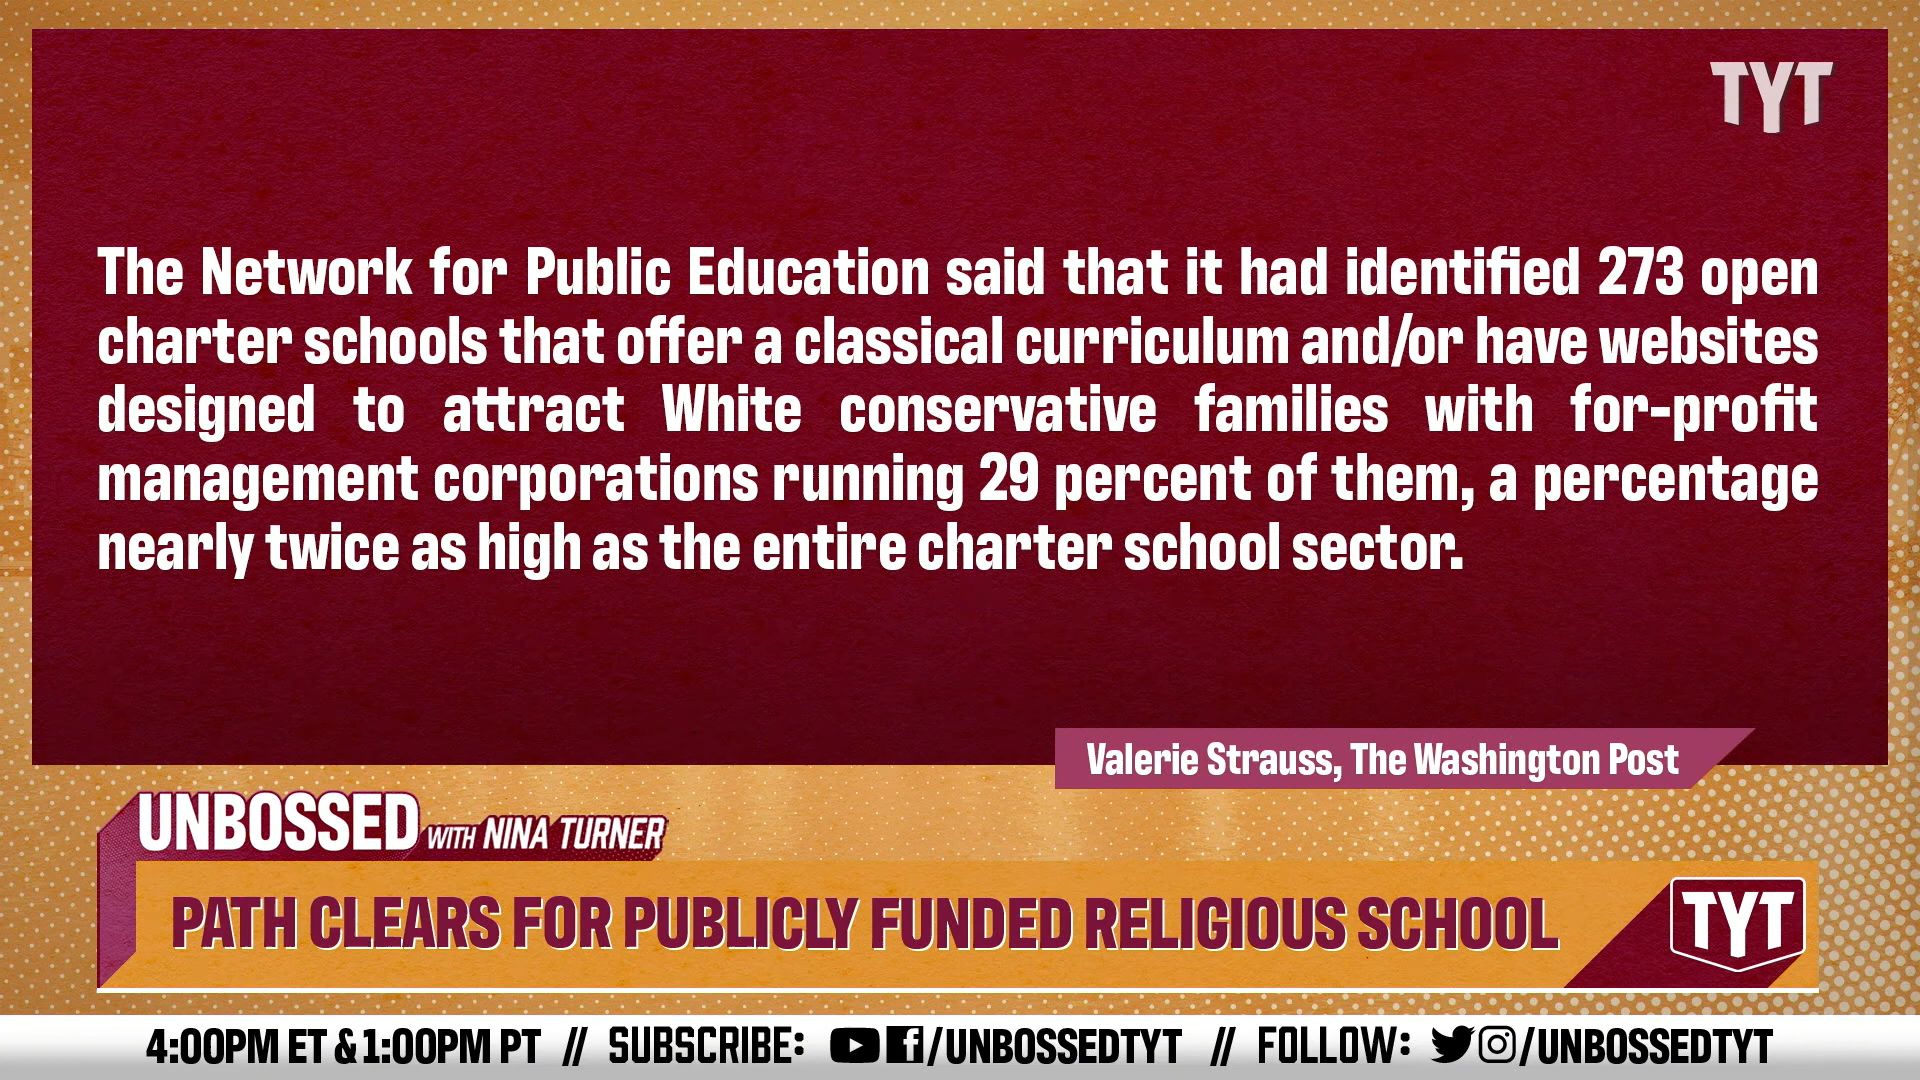 TYT
The Network for Public Education said that it had identified 273 open
charter schools that offer a classical curriculum and/or have websites
designed to attract White conservative families with for-profit
management corporations running 29 percent of them, a percentage
nearly twice as high as the entire charter school sector.
Valerie Strauss, The Washington Post
UNBOSSED WITH NINA TURNER
PATH CLEARS FOR PUBLICLY FUNDED RELIGIOUS SCHOOL
TYT
4:00PM ET & 1:00PM PT // SUBSCRIBE: /UNBOSSEDTYT // FOLLOW: /UNBOSSEDTYT